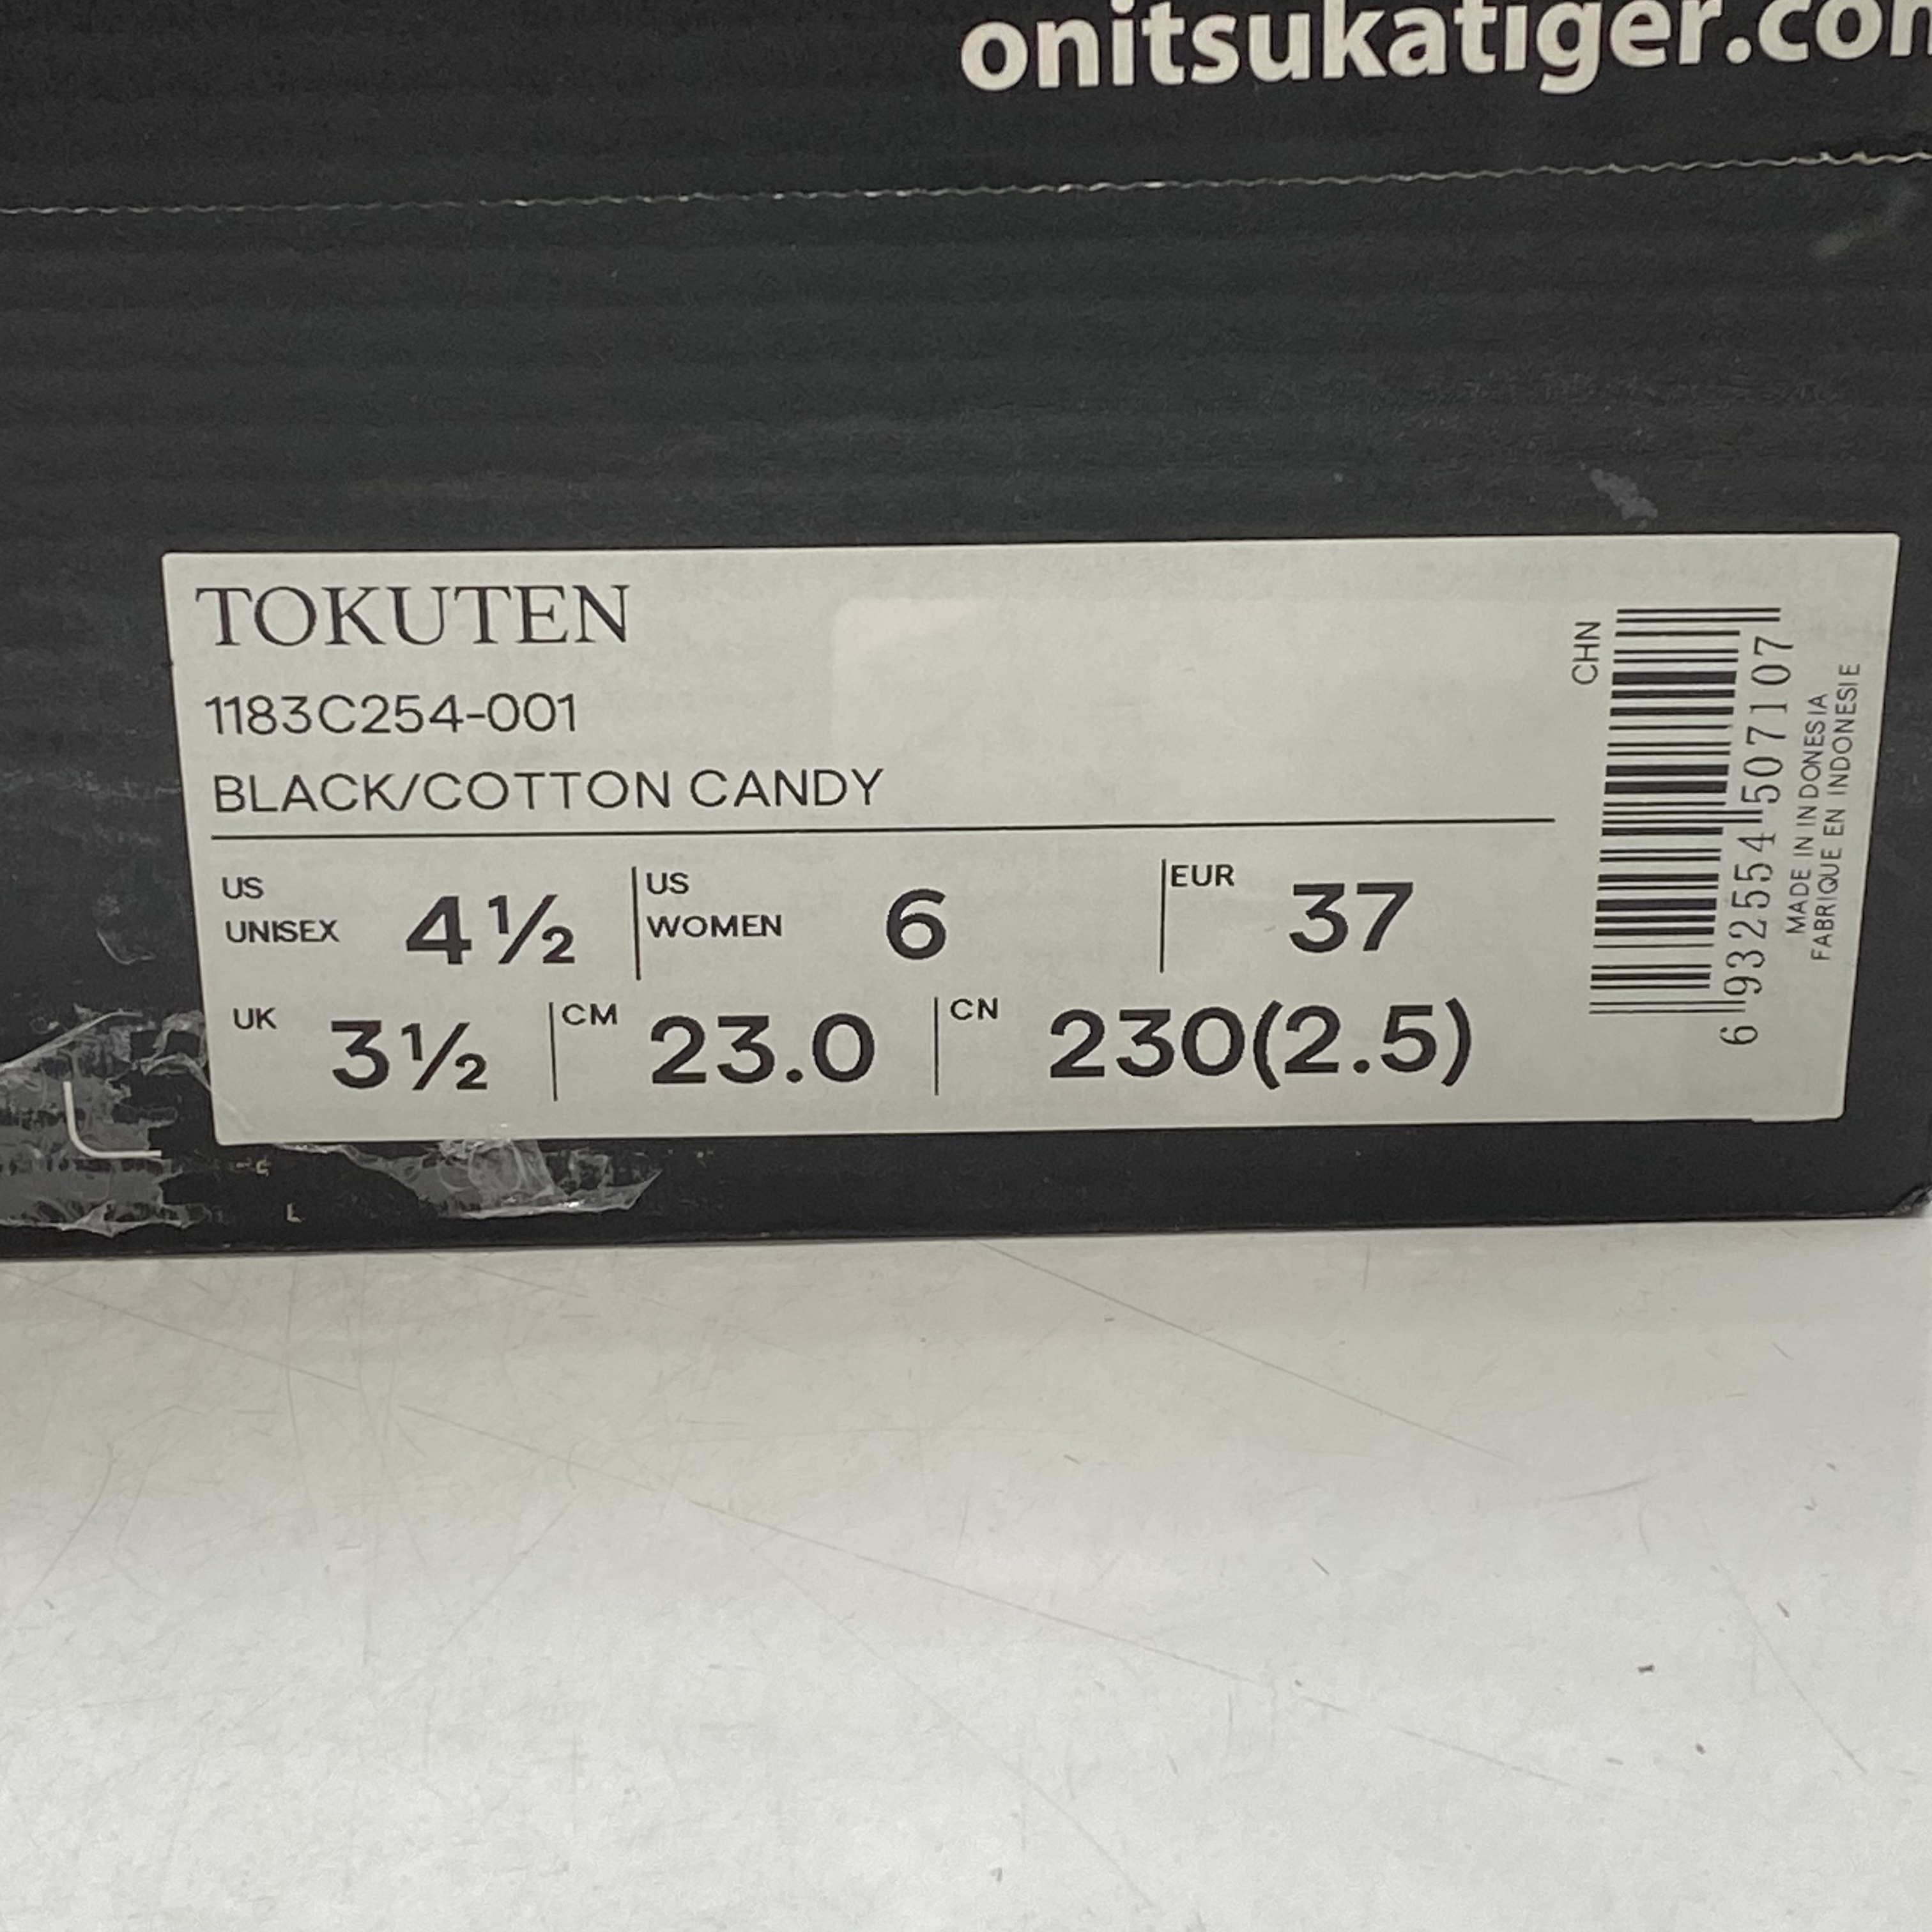 onitsukatiger.com
TOKUTEN
1183C254-001
BLACK/COTTON CANDY
US UNISEX 4½
US WOMEN 6
EUR 37
UK 3½
CM 23.0
CN 230(2.5)
CHN
6 932554 507107
MADE IN INDONESIA
FABRIQUE EN INDONESIE